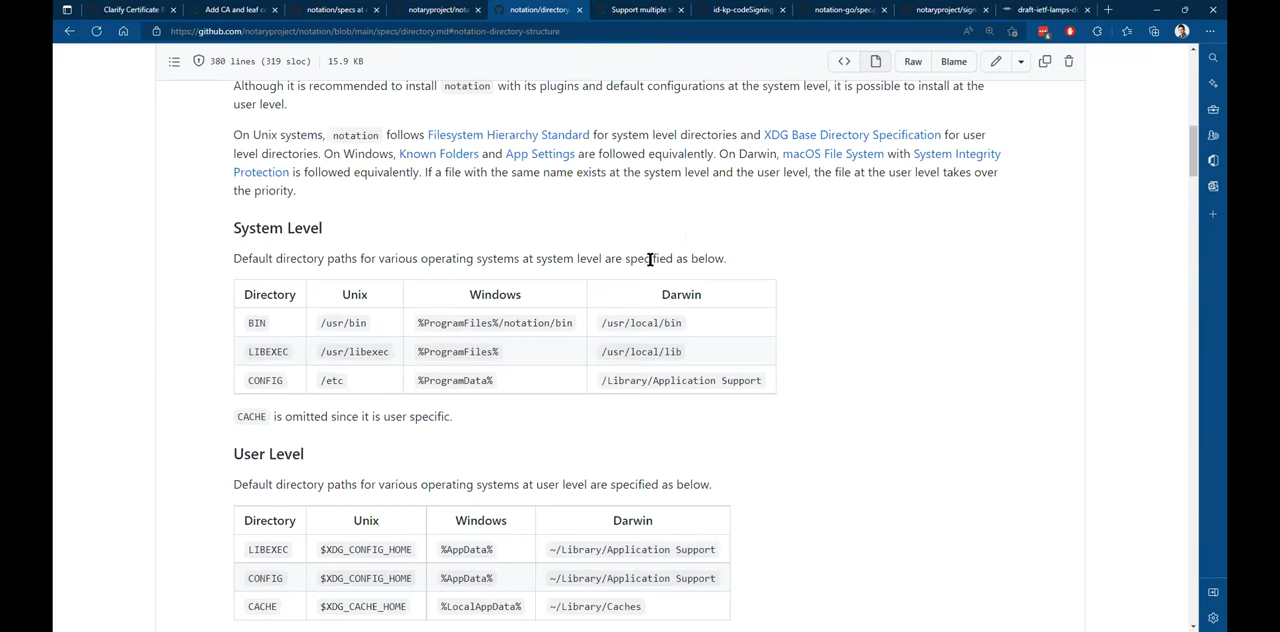 Clarify Certificate F
Add CA and leaf c
notation/specs at
notaryproject/nota
notation/directory.
Support multiple t
id-kp-codeSigning
notation-go/spec-
notaryproject/sign
draft-ietf-lamps-do
https://github.com/notaryproject/notation/blob/main/specs/directory.md#notation-directory-structure
380 lines (319 sloc) 15.9 KB
Raw Blame
Although it is recommended to install notation with its plugins and default configurations at the system level, it is possible to install at the
user level.
On Unix systems, notation follows Filesystem Hierarchy Standard for system level directories and XDG Base Directory Specification for user
level directories. On Windows, Known Folders and App Settings are followed equivalently. On Darwin, macOS File System with System Integrity
Protection is followed equivalently. If a file with the same name exists at the system level and the user level, the file at the user level takes over
the priority.
System Level
Default directory paths for various operating systems at system level are specified as below.
Directory Unix Windows Darwin
BIN /usr/bin %ProgramFiles%/notation/bin /usr/local/bin
LIBEXEC /usr/libexec %ProgramFiles% /usr/local/lib
CONFIG /etc %ProgramData% /Library/Application Support
CACHE is omitted since it is user specific.
User Level
Default directory paths for various operating systems at user level are specified as below.
Directory Unix Windows Darwin
LIBEXEC $XDG_CONFIG_HOME %AppData% ~/Library/Application Support
CONFIG $XDG_CONFIG_HOME %AppData% ~/Library/Application Support
CACHE $XDG_CACHE_HOME %LocalAppData% ~/Library/Caches